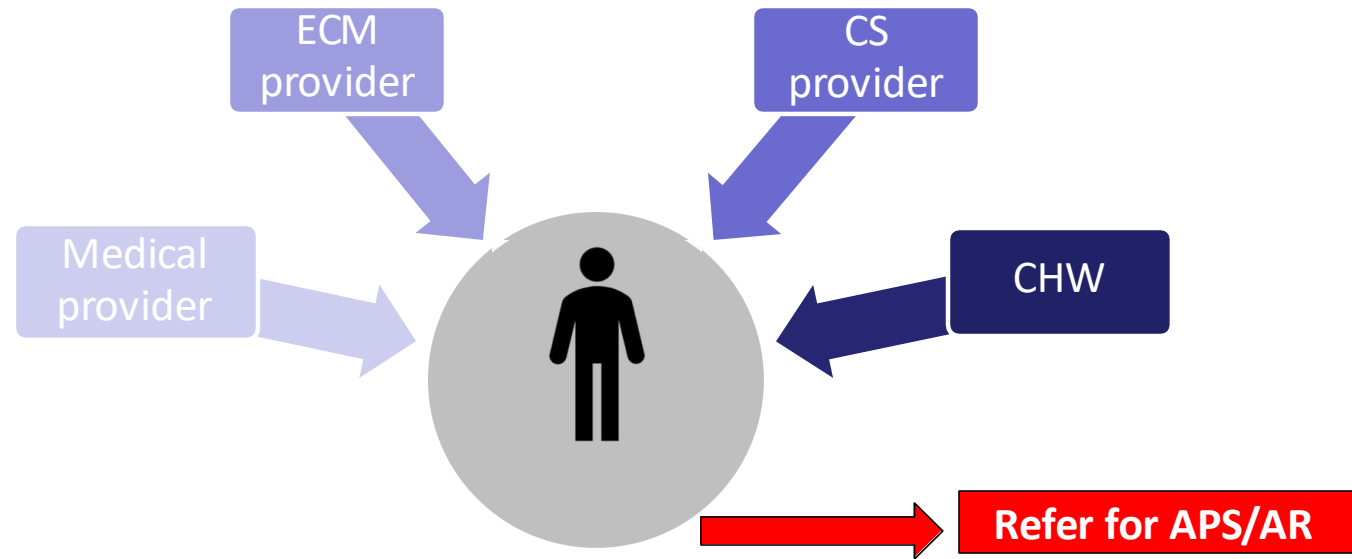 ECM
provider
CS
provider
Medical
provider
CHW
Refer for APS/AR